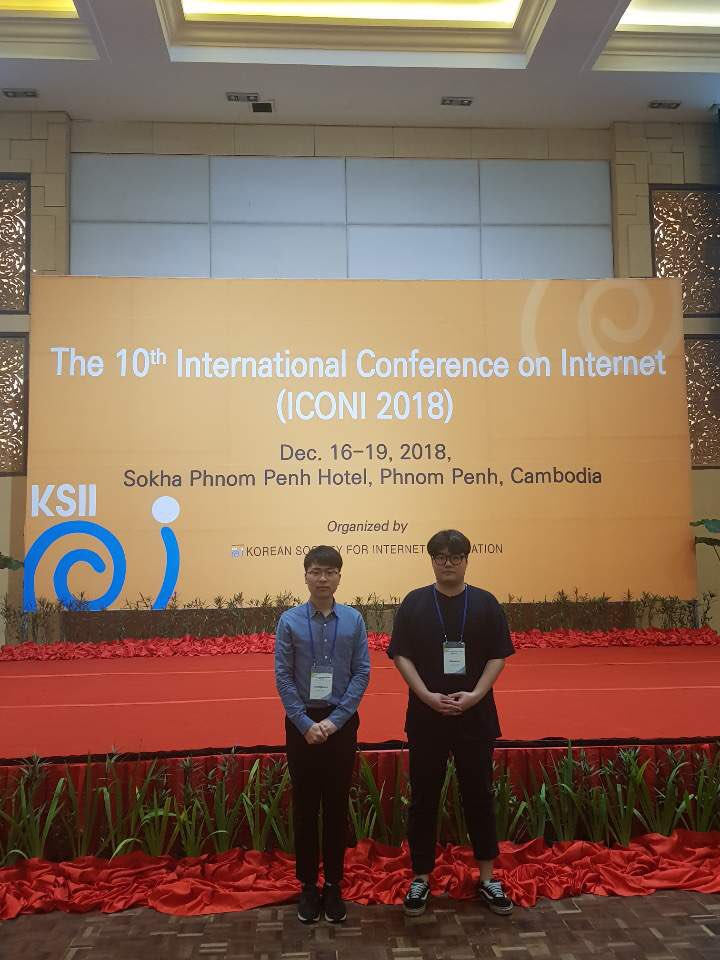 The 10th International Conference on Internet
(ICONI 2018)
Dec. 16-19, 2018,
Sokha Phnom Penh Hotel, Phnom Penh, Cambodia
KSII
Organized by
KOREAN SOCIETY FOR INTERNET